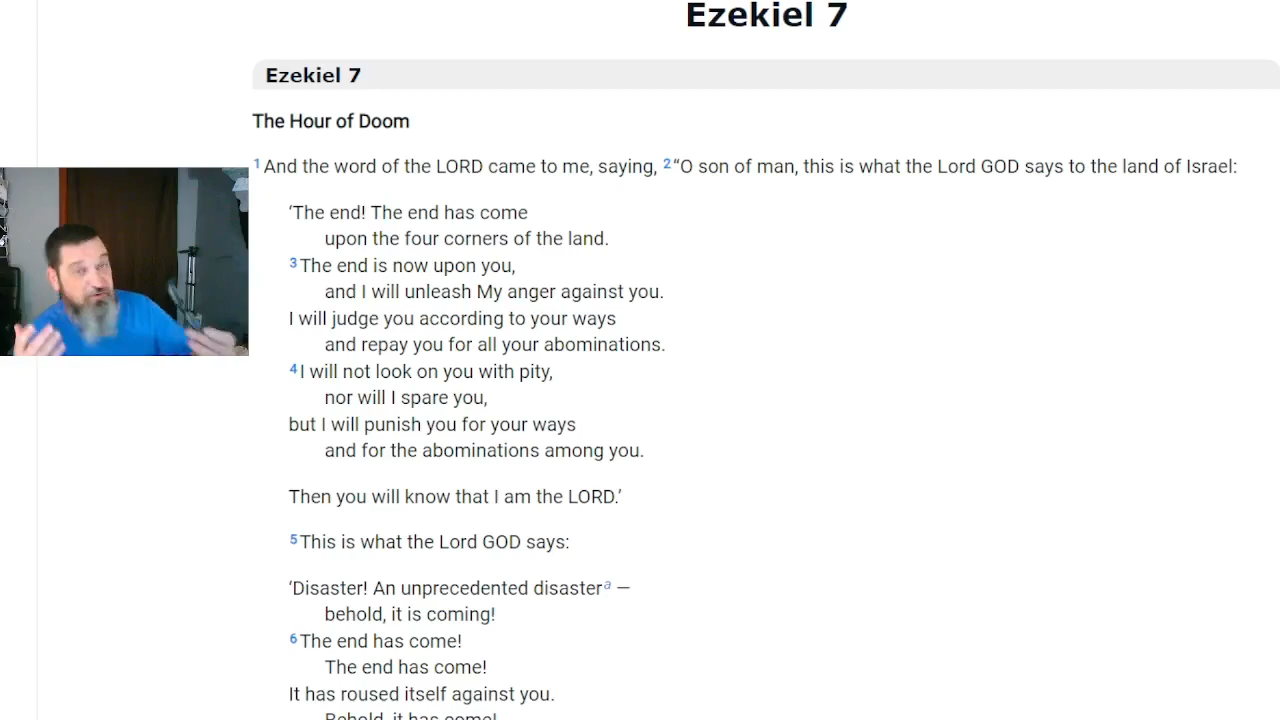 Ezekiel 7
Ezekiel 7
The Hour of Doom
1 And the word of the LORD came to me, saying, 2 “O son of man, this is what the Lord GOD says to the land of Israel:
‘The end! The end has come
upon the four corners of the land.
3 The end is now upon you,
and I will unleash My anger against you.
I will judge you according to your ways
and repay you for all your abominations.
4 I will not look on you with pity,
nor will I spare you,
but I will punish you for your ways
and for the abominations among you.
Then you will know that I am the LORD.’
5 This is what the Lord GOD says:
‘Disaster! An unprecedented disaster a —
behold, it is coming!
6 The end has come!
The end has come!
It has roused itself against you.
Behold, it has come!